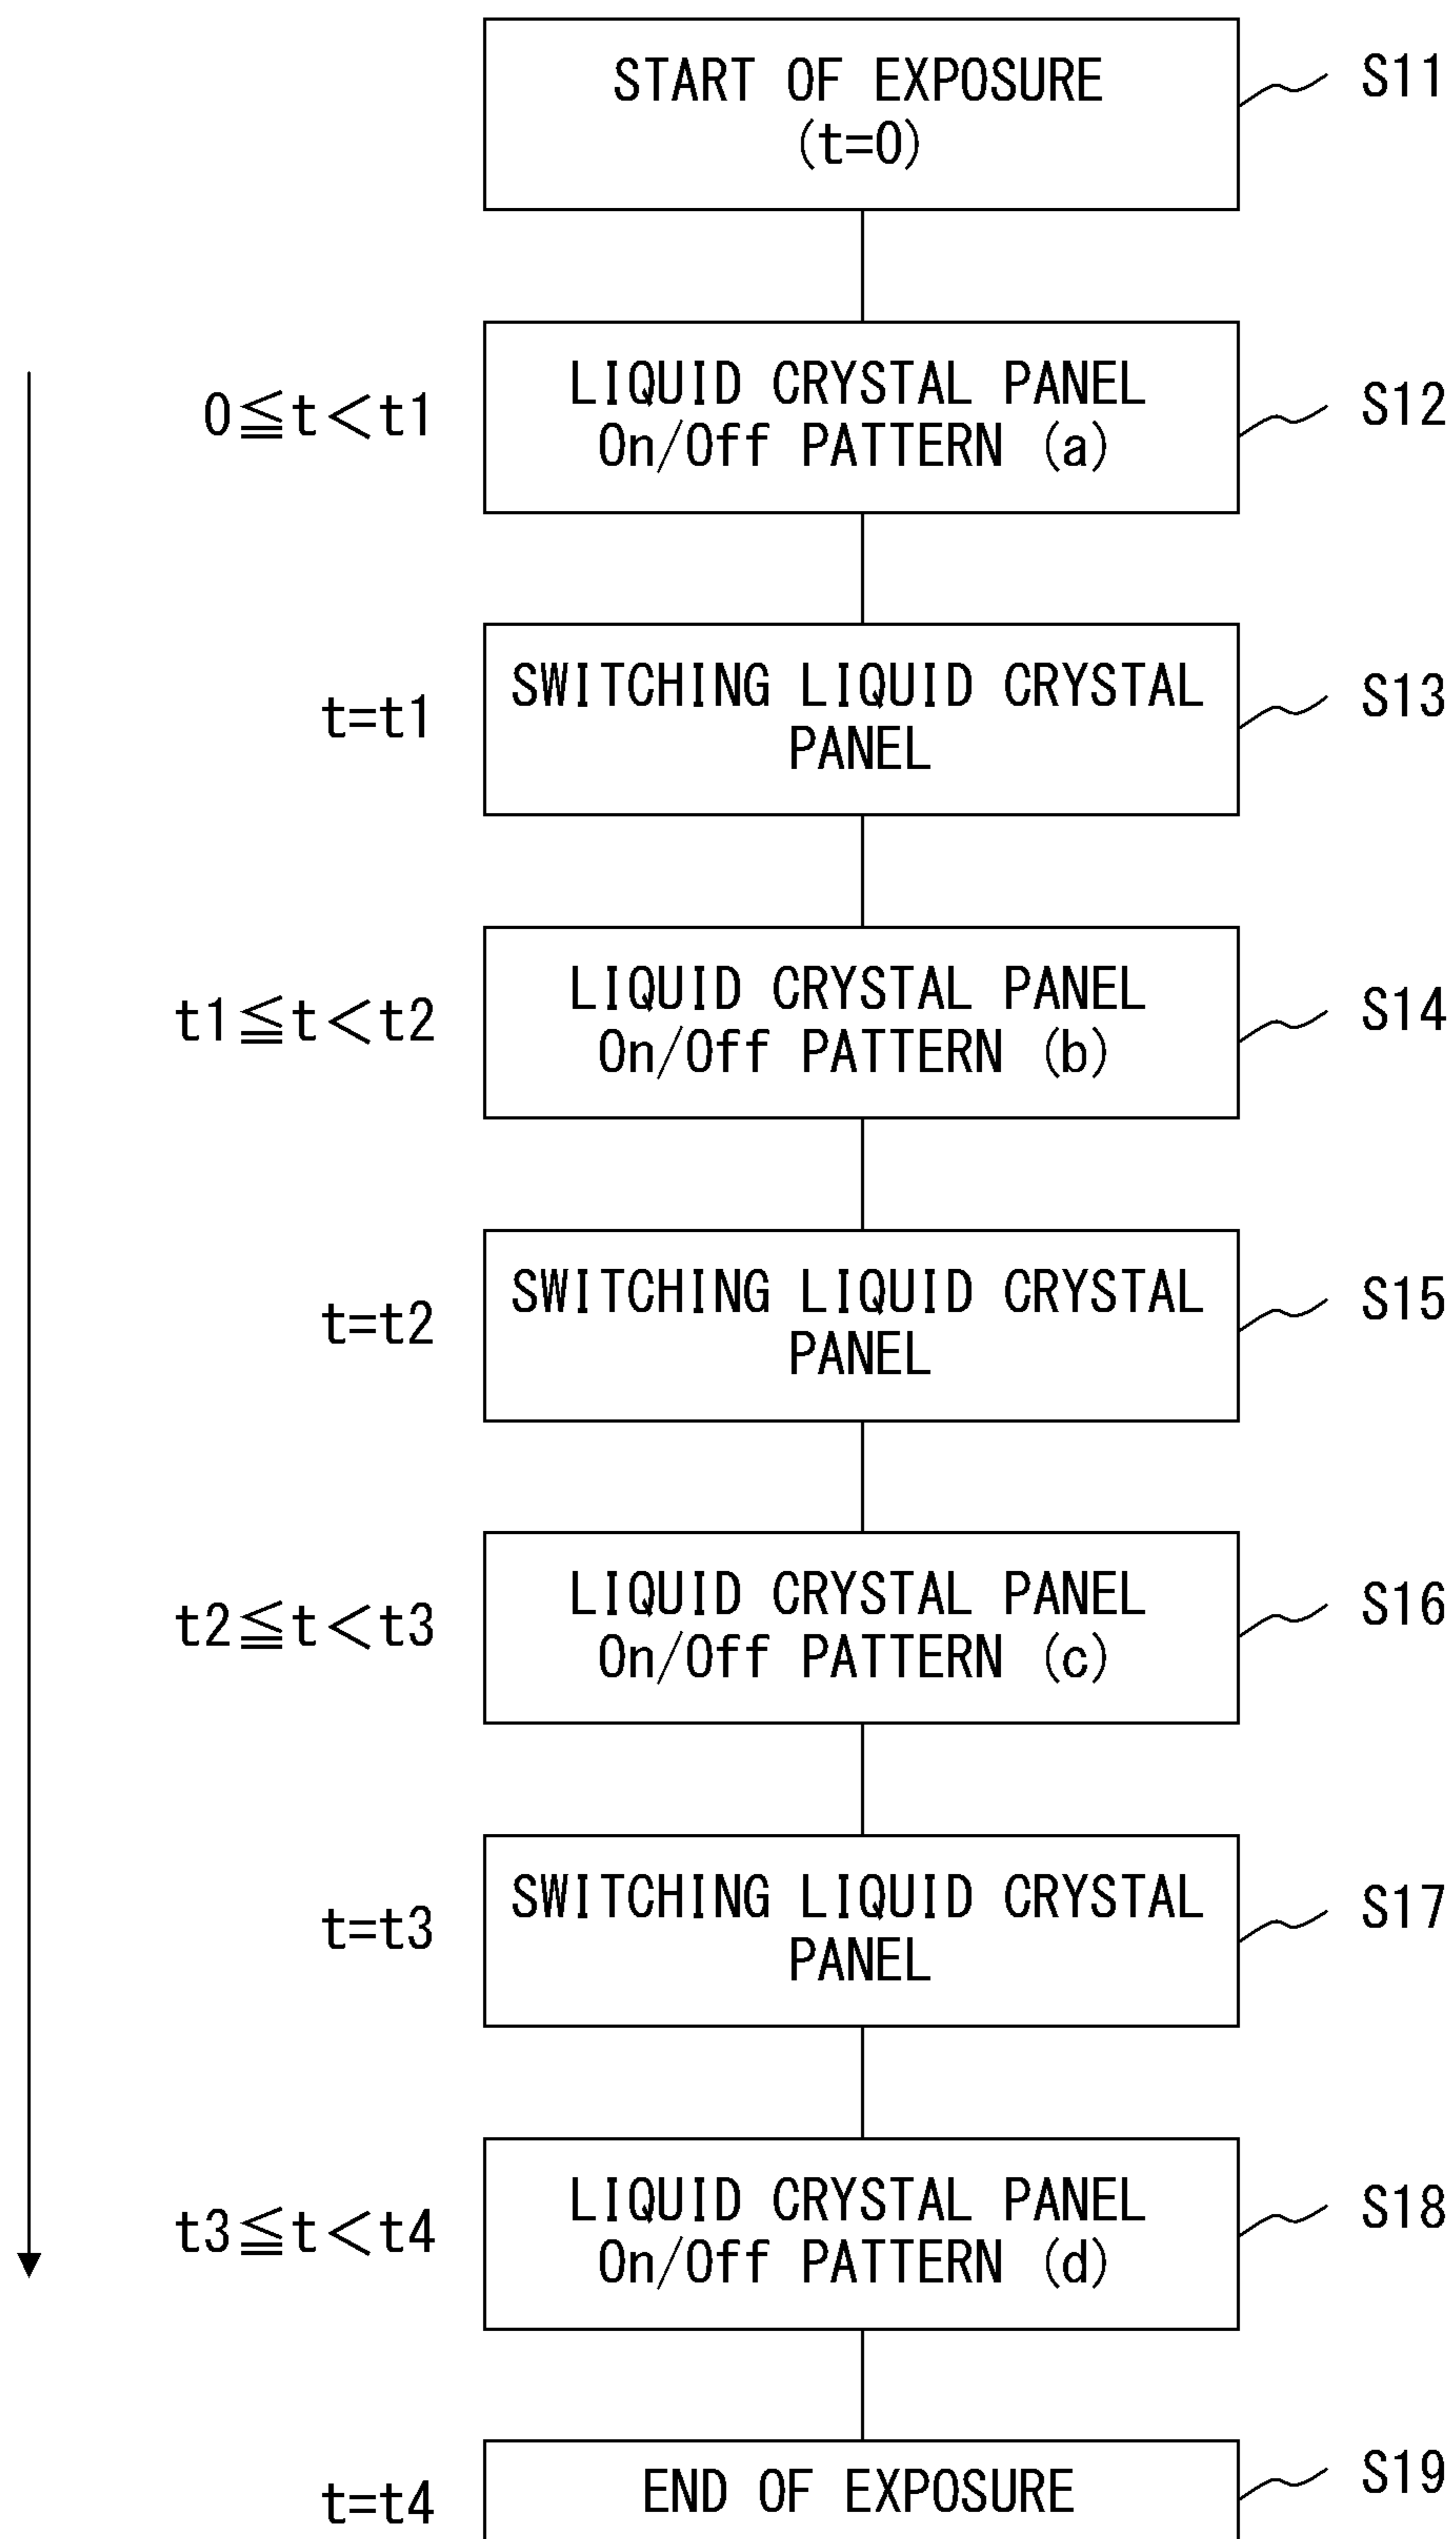 START OF EXPOSURE
(t=0)
S11
0≦t<t1
LIQUID CRYSTAL PANEL
On/Off PATTERN (a)
S12
t=t1
SWITCHING LIQUID CRYSTAL
PANEL
S13
t1≦t<t2
LIQUID CRYSTAL PANEL
On/Off PATTERN (b)
S14
t=t2
SWITCHING LIQUID CRYSTAL
PANEL
S15
t2≦t<t3
LIQUID CRYSTAL PANEL
On/Off PATTERN (c)
S16
t=t3
SWITCHING LIQUID CRYSTAL
PANEL
S17
t3≦t<t4
LIQUID CRYSTAL PANEL
On/Off PATTERN (d)
S18
t=t4
END OF EXPOSURE
S19